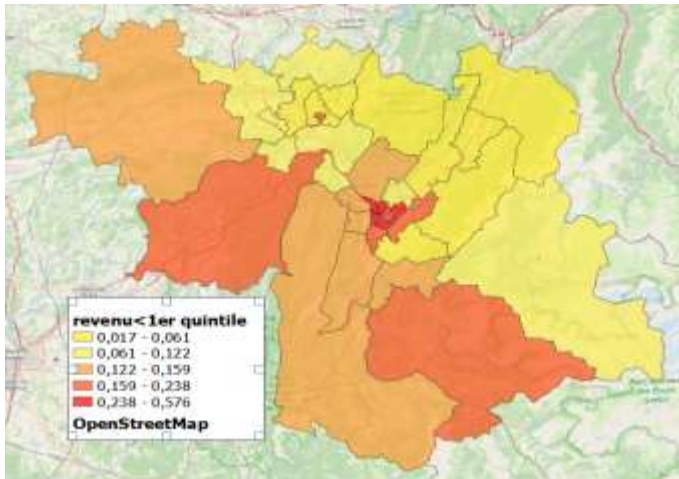 revenu<1er quintile
0,017 - 0,061
0,061 - 0,122
0,122 - 0,159
0,159 - 0,238
0,238 - 0,576
OpenStreetMap